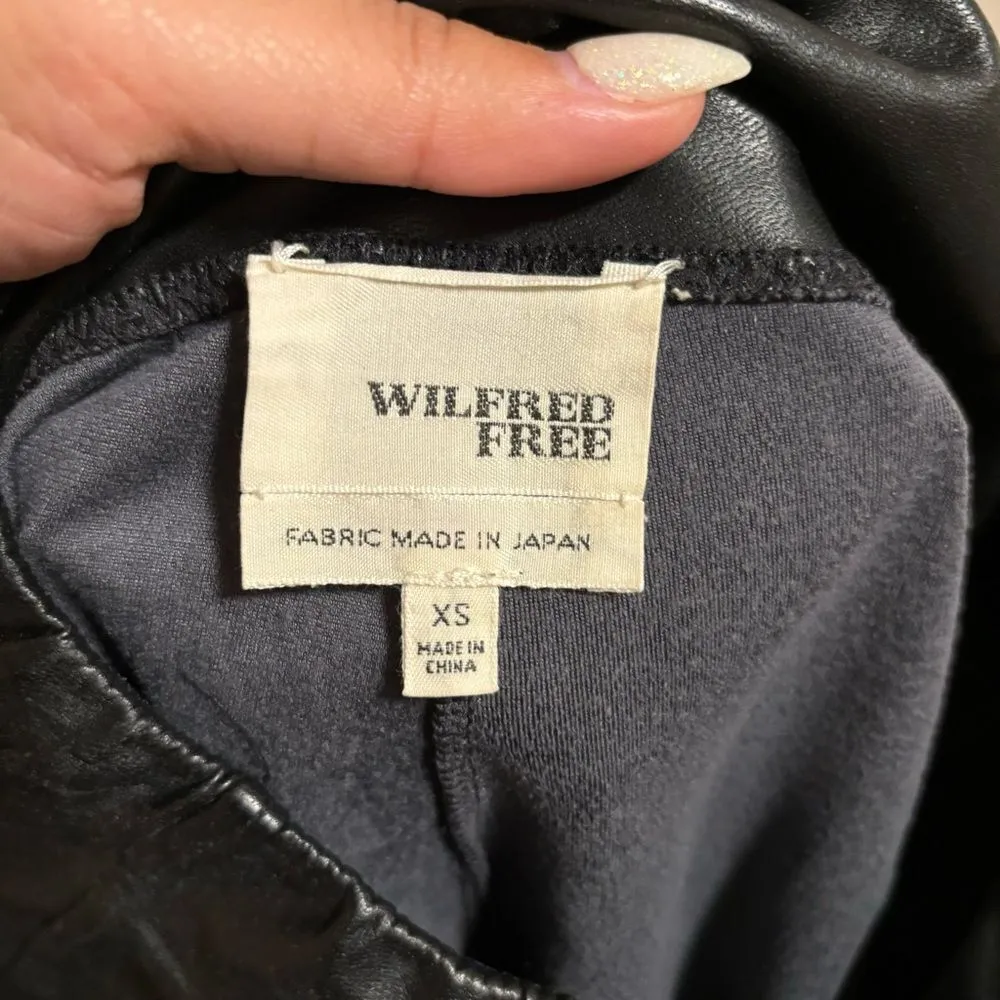 WILFRED
FREE
FABRIC MADE IN JAPAN
XS
MADE IN
CHINA